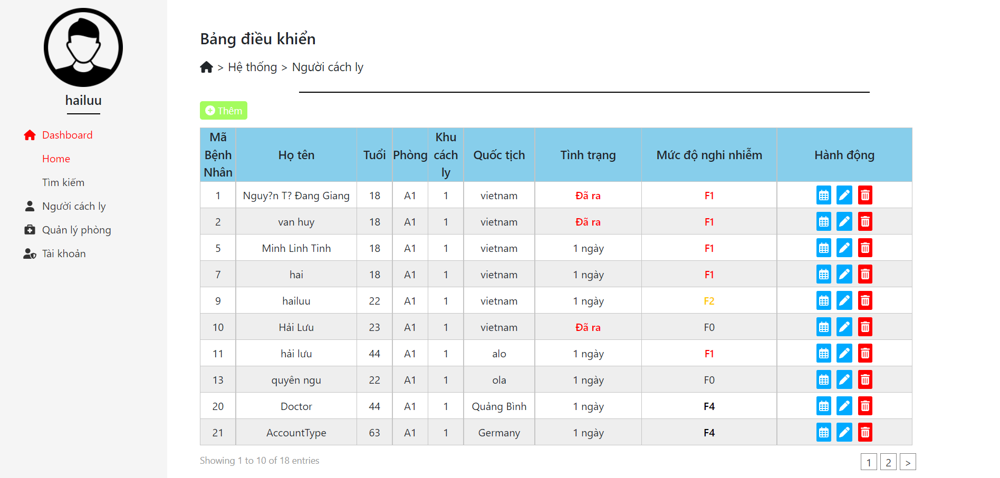 hailuu
Dashboard
Home
Tìm kiếm
Người cách ly
Quản lý phòng
Tài khoản
Bảng điều khiển
> Hệ thống > Người cách ly
Thêm
Mã Bệnh Nhân Họ tên Tuổi Phòng Khu cách ly Quốc tịch Tình trạng Mức độ nghi nhiễm Hành động
1 Nguy?n T? Đang Giang 18 A1 1 vietnam Đã ra F1
2 van huy 18 A1 1 vietnam Đã ra F1
5 Minh Linh Tinh 18 A1 1 vietnam 1 ngày F1
7 hai 18 A1 1 vietnam 1 ngày F1
9 hailuu 22 A1 1 vietnam 1 ngày F2
10 Hải Lưu 23 A1 1 vietnam Đã ra F0
11 hải lưu 44 A1 1 alo 1 ngày F1
13 quyên ngu 22 A1 1 ola 1 ngày F0
20 Doctor 44 A1 1 Quảng Bình 1 ngày F4
21 AccountType 63 A1 1 Germany 1 ngày F4
Showing 1 to 10 of 18 entries
1 2 >